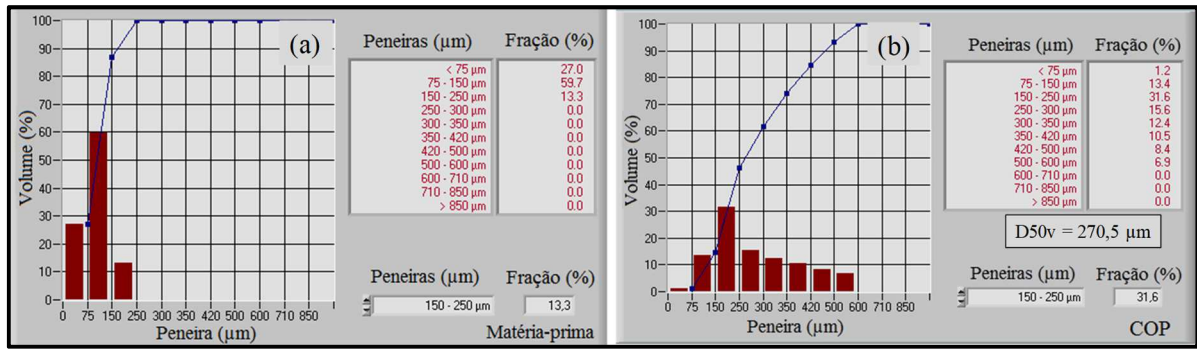 (a)
Volume (%)
100
90
80
70
60
50
40
30
20
10
0
0 75 150 250 300 350 420 500 600 710 850
Peneira (µm)
Peneiras (µm) Fração (%)
< 75 µm 27.0
75 - 150 µm 59.7
150 - 250 µm 13.3
250 - 300 µm 0.0
300 - 350 µm 0.0
350 - 420 µm 0.0
420 - 500 µm 0.0
500 - 600 µm 0.0
600 - 710 µm 0.0
710 - 850 µm 0.0
> 850 µm 0.0
Peneiras (µm) Fração (%)
150 - 250 µm 13,3
Matéria-prima
(b)
Volume (%)
100
90
80
70
60
50
40
30
20
10
0
0 75 150 250 300 350 420 500 600 710 850
Peneira (µm)
Peneiras (µm) Fração (%)
< 75 µm 1.2
75 - 150 µm 13.4
150 - 250 µm 31.6
250 - 300 µm 15.6
300 - 350 µm 12.4
350 - 420 µm 10.5
420 - 500 µm 8.4
500 - 600 µm 6.9
600 - 710 µm 0.0
710 - 850 µm 0.0
> 850 µm 0.0
D50v = 270,5 µm
Peneiras (µm) Fração (%)
150 - 250 µm 31,6
COP